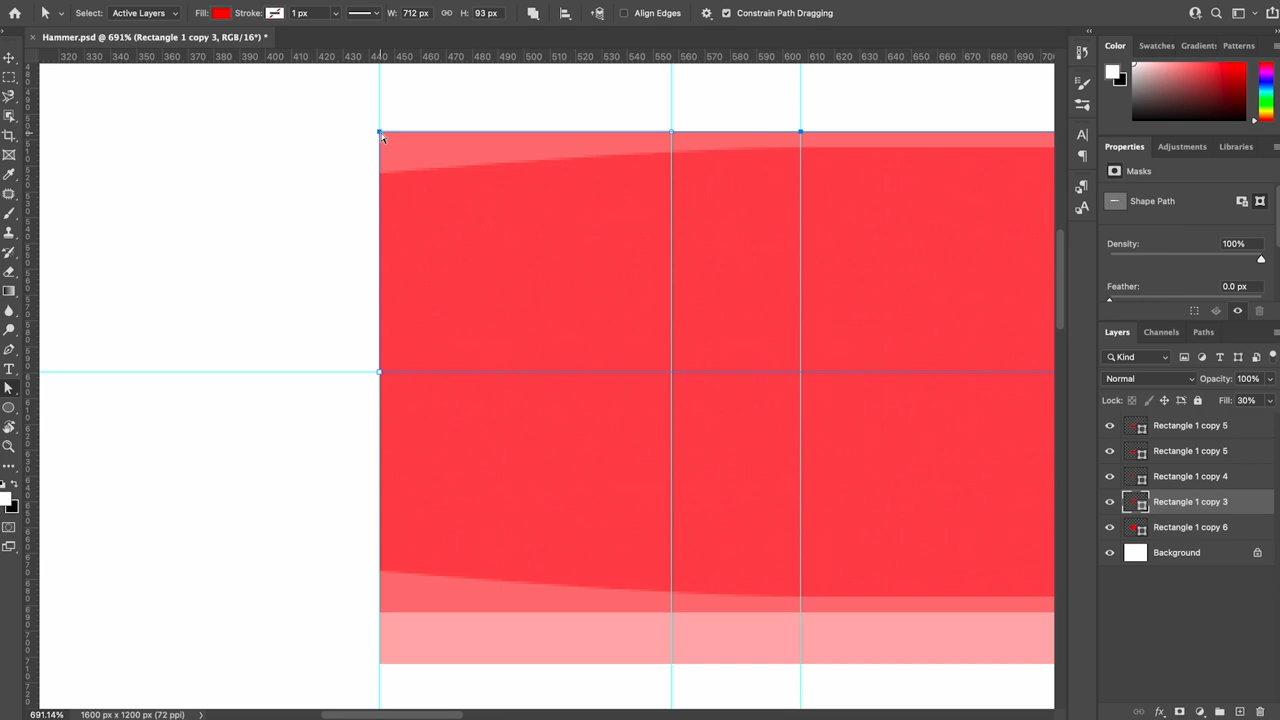 Select: Active Layers Fill: Stroke: 1 px W: 712 px H: 93 px Align Edges Constrain Path Dragging
× Hammer.psd @ 691% (Rectangle 1 copy 3, RGB/16*) *
320 330 340 350 360 370 380 390 400 410 420 430 440 450 460 470 480 490 500 510 520 530 540 550 560 570 580 590 600 610 620 630 640 650 660 670 680 690
Color Swatches Gradient: Patterns
Properties Adjustments Libraries
Masks
Shape Path
Density: 100%
Feather: 0.0 px
Layers Channels Paths
Kind
Normal Opacity: 100%
Lock: Fill: 30%
Rectangle 1 copy 5
Rectangle 1 copy 5
Rectangle 1 copy 4
Rectangle 1 copy 3
Rectangle 1 copy 6
Background
691.14% 1600 px x 1200 px (72 ppi)